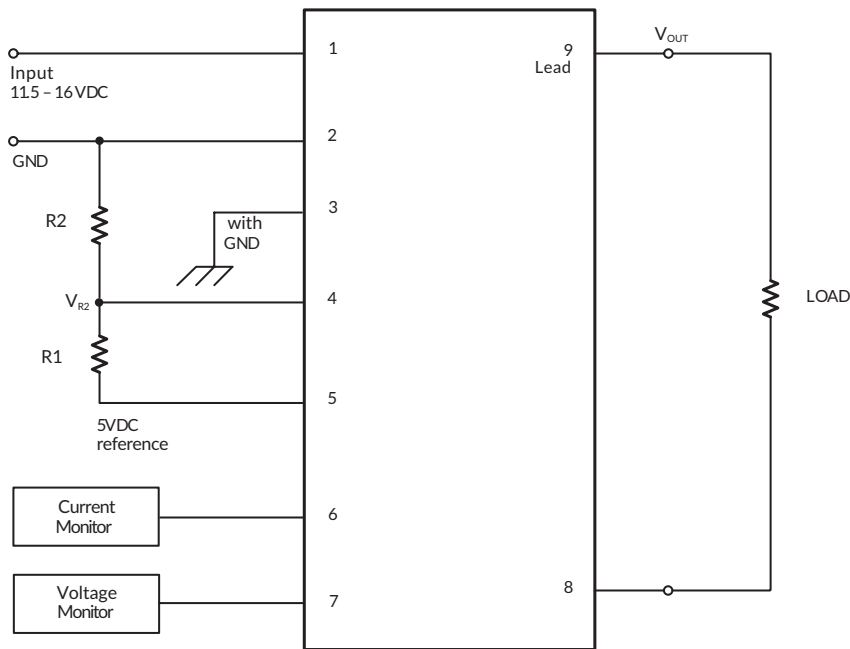 1
Input
11.5 – 16 VDC
2
GND
R2
3
with
GND
V_R2
4
R1
5
5VDC
reference
Current
Monitor
6
Voltage
Monitor
7
9
Lead
V_OUT
LOAD
8